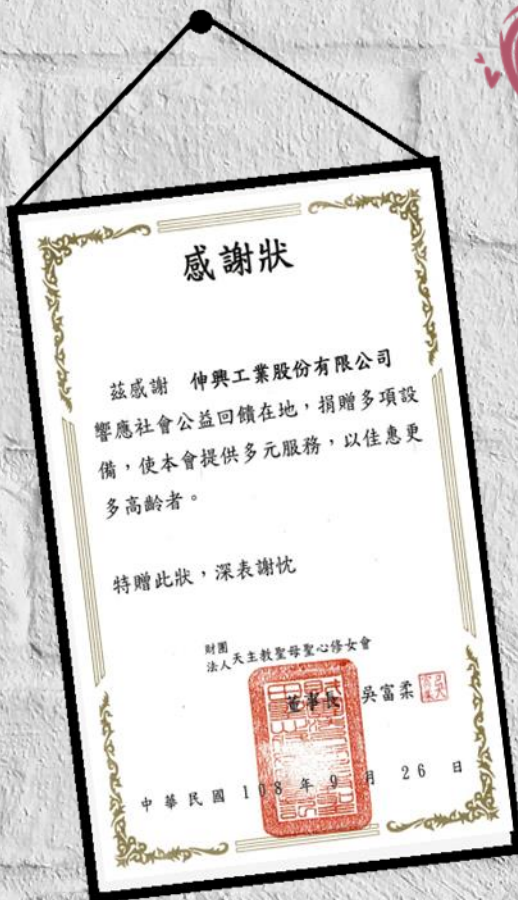 感謝狀
茲感謝 伸興工業股份有限公司
響應社會公益回饋在地，捐贈多項設
備，使本會提供多元服務，以佳惠更
多高齡者。
特贈此狀，深表謝忱
財團法人天主教聖母聖心修女會
董事長 吳富柔
中華民國 108 年 9 月 26 日